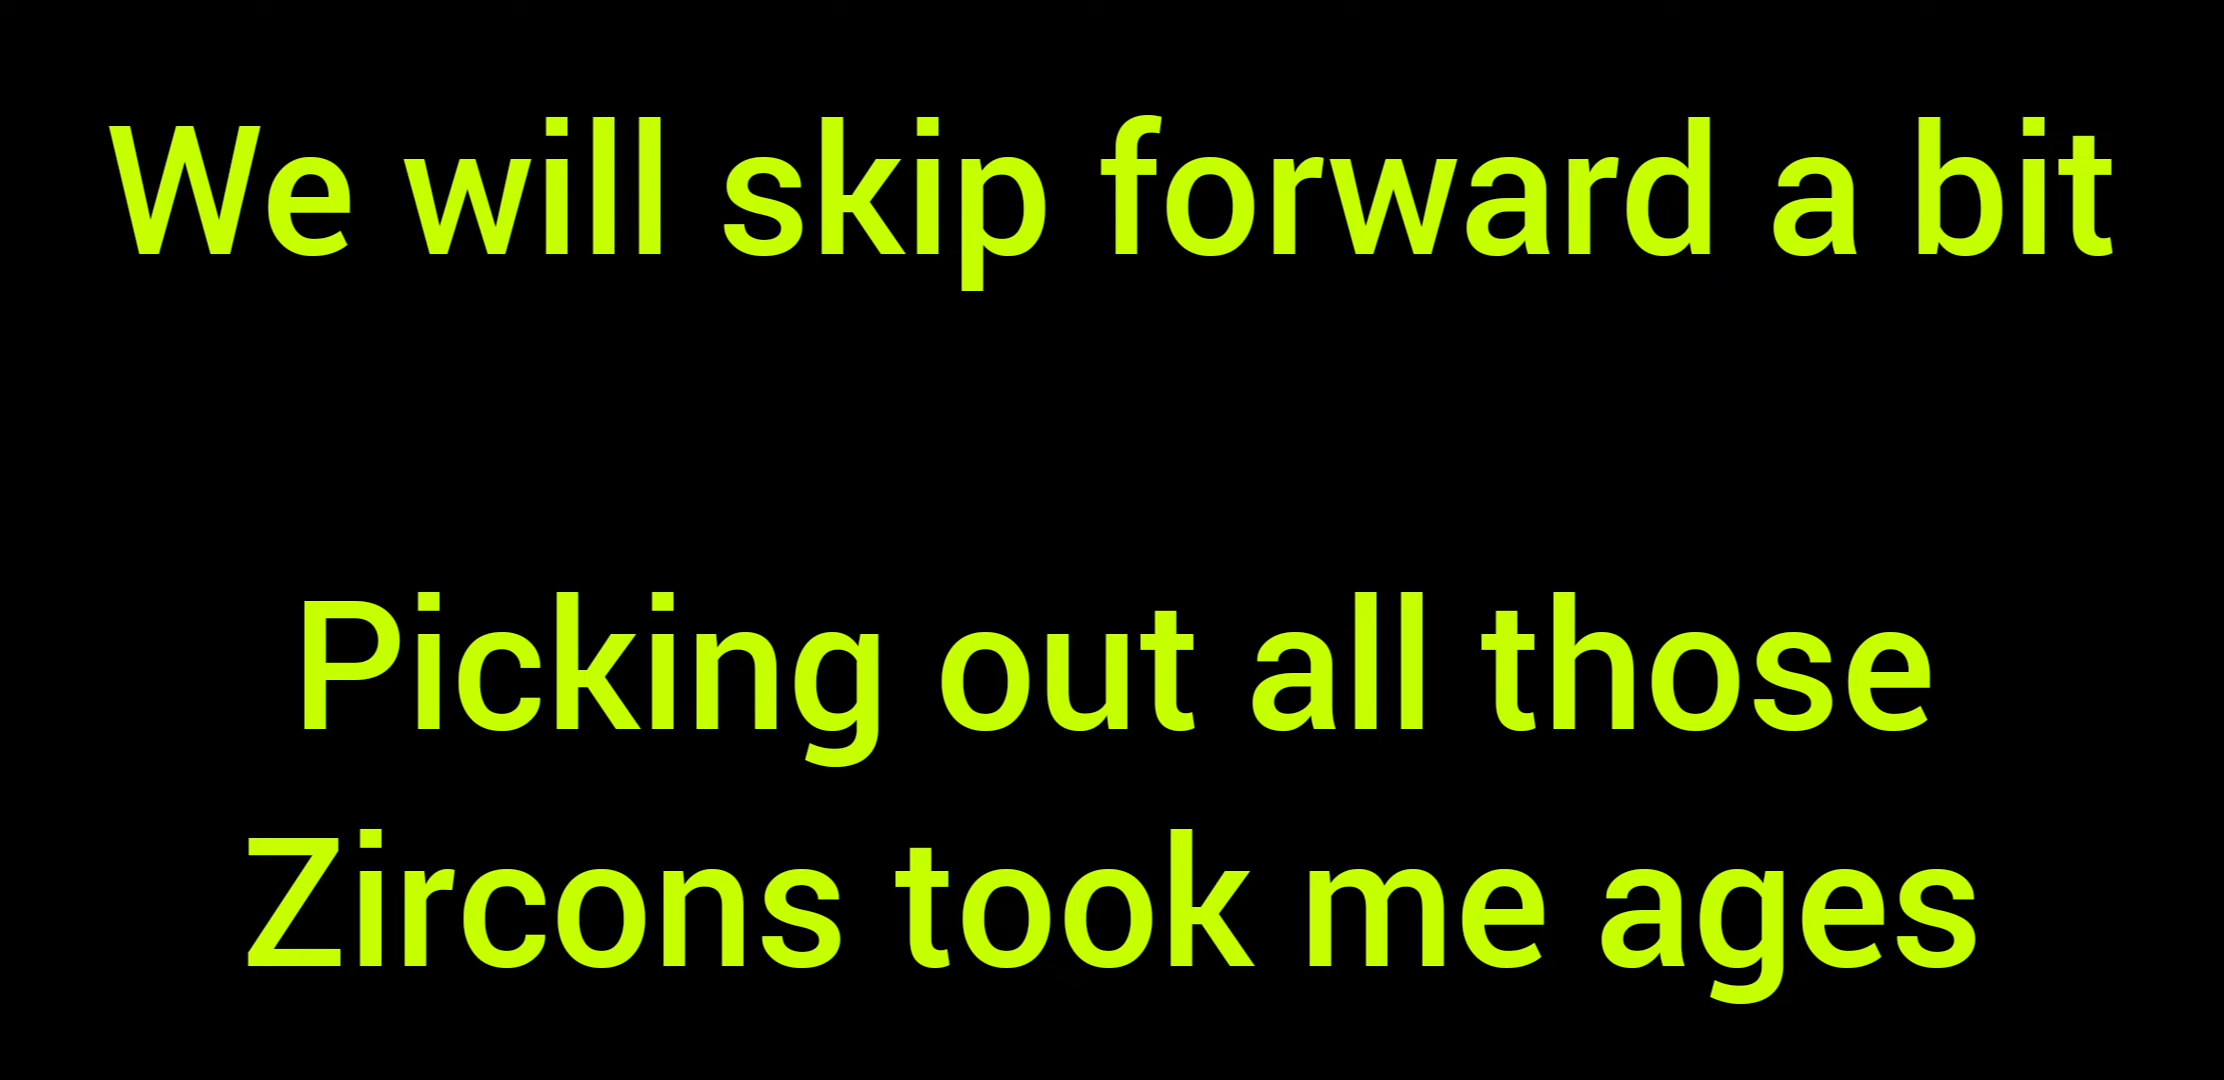 We will skip forward a bit
Picking out all those
Zircons took me ages